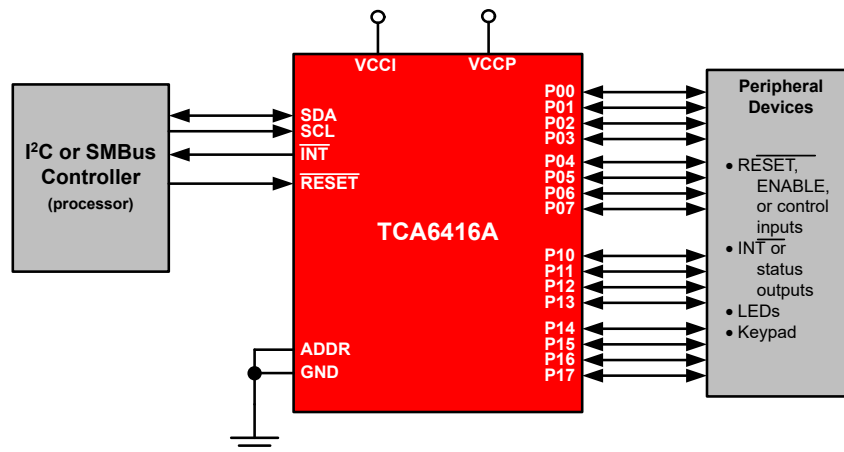 VCCI
VCCP
I²C or SMBus
Controller
(processor)
SDA
SCL
INT
RESET
ADDR
GND
TCA6416A
P00
P01
P02
P03
P04
P05
P06
P07
P10
P11
P12
P13
P14
P15
P16
P17
Peripheral
Devices
• RESET,
ENABLE,
or control
inputs
• INT or
status
outputs
• LEDs
• Keypad